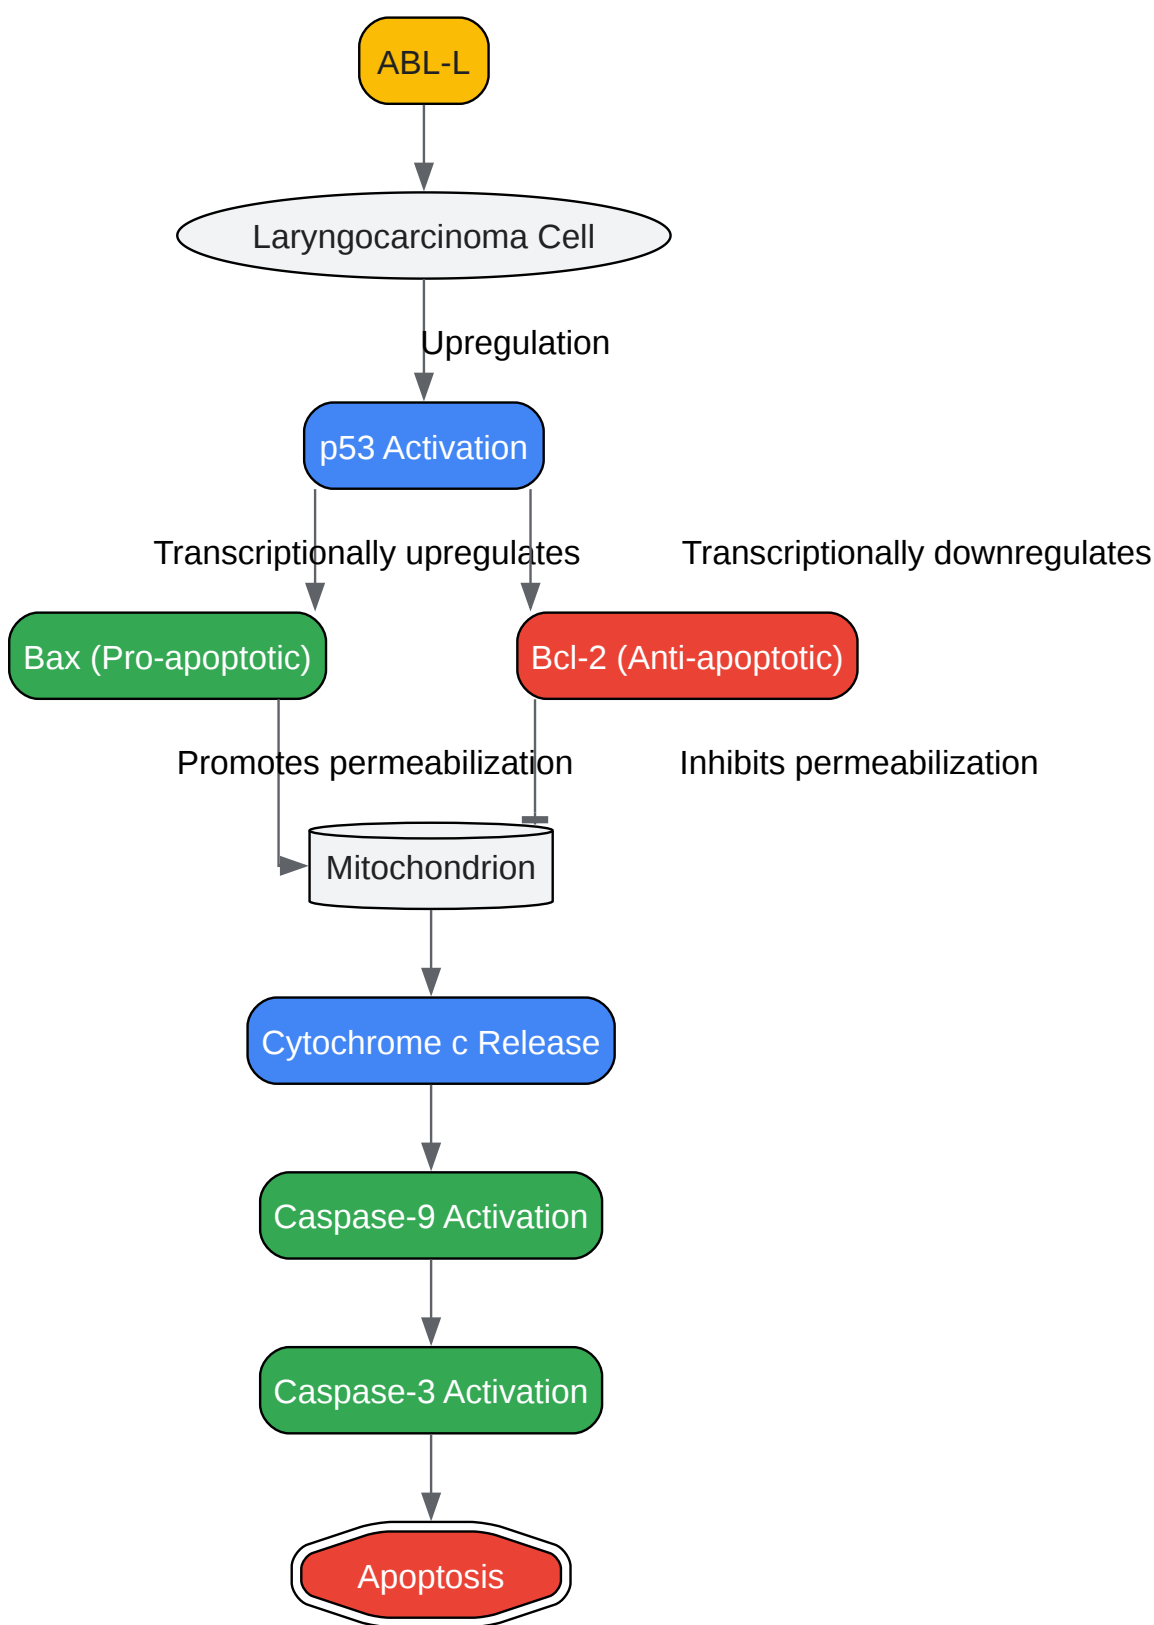 ABL-L
Laryngocarcinoma Cell
Upregulation
p53 Activation
Transcriptionally upregulates
Transcriptionally downregulates
Bax (Pro-apoptotic)
Bcl-2 (Anti-apoptotic)
Promotes permeabilization
Inhibits permeabilization
Mitochondrion
Cytochrome c Release
Caspase-9 Activation
Caspase-3 Activation
Apoptosis